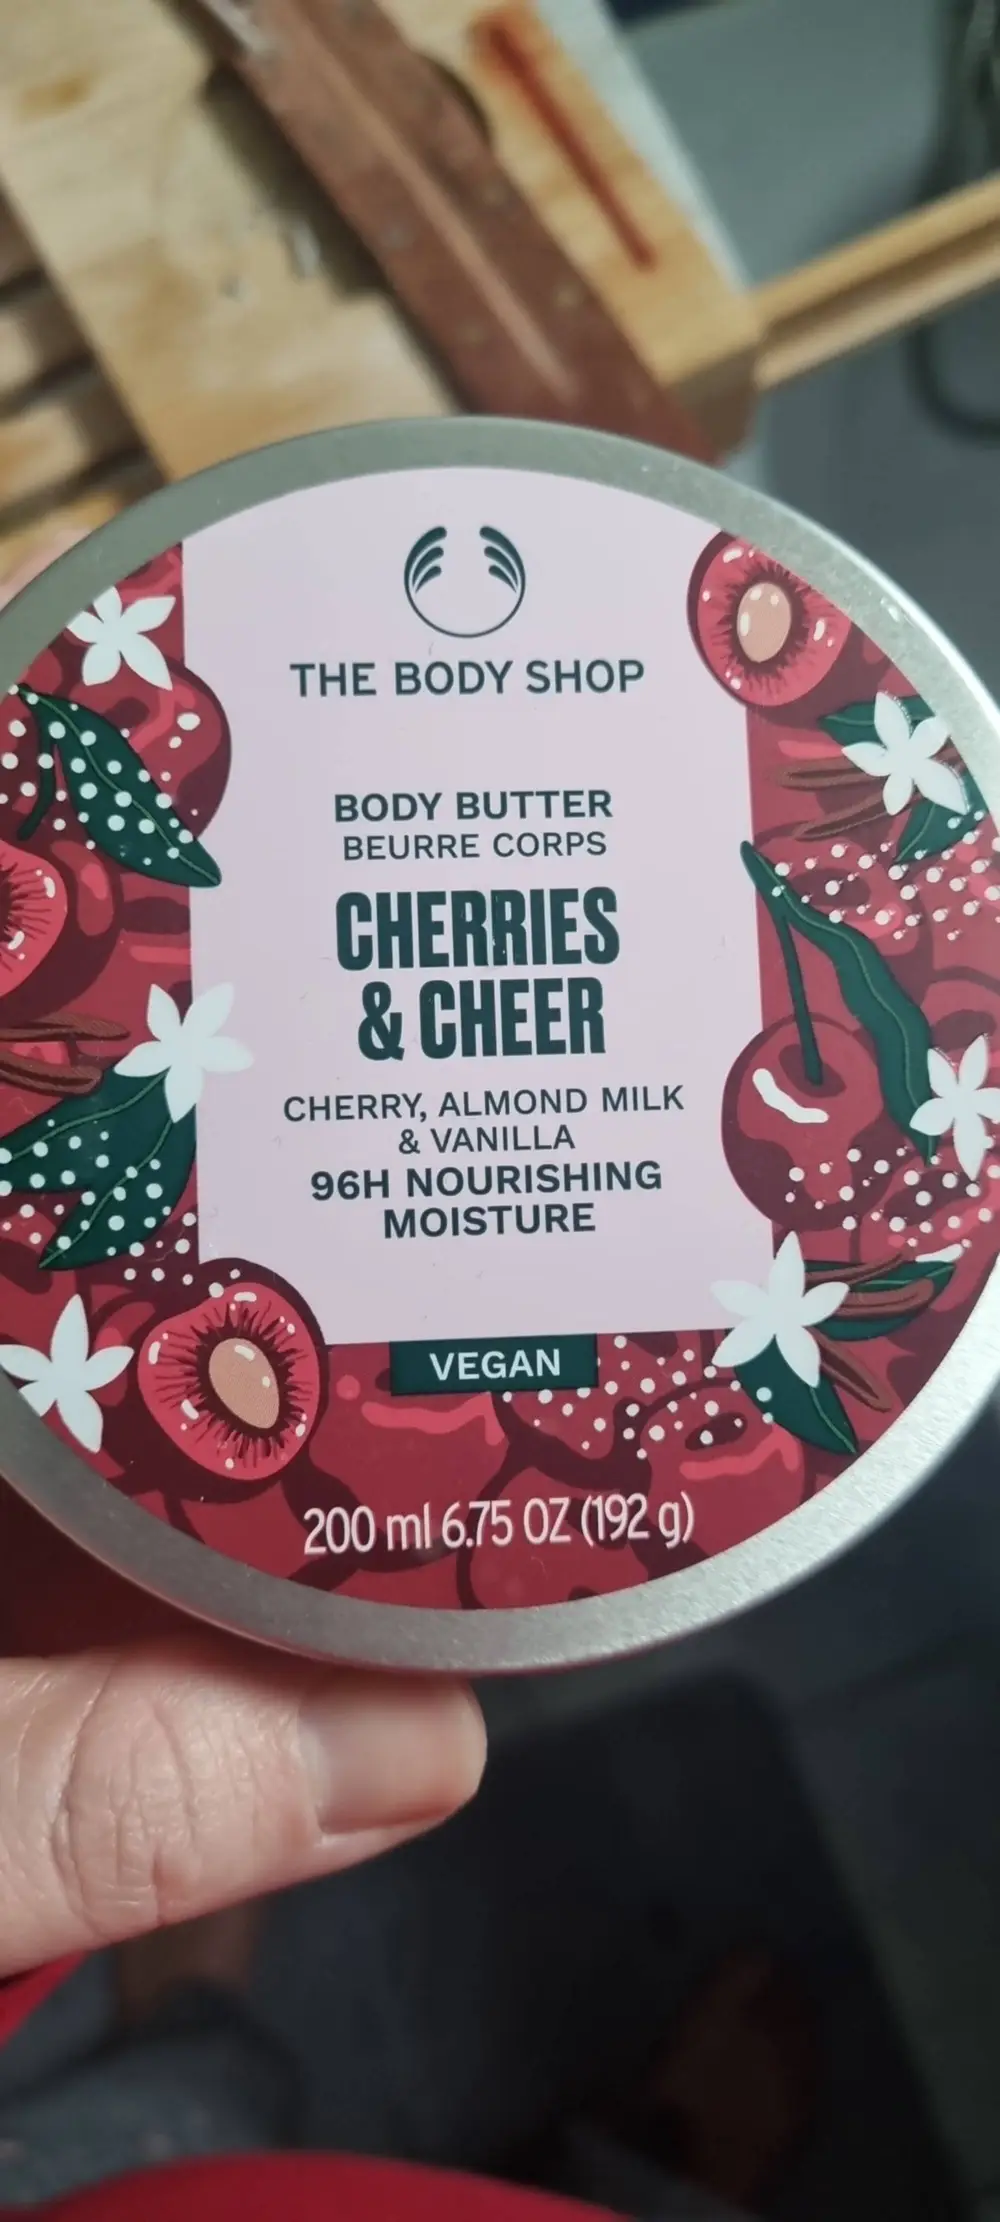 THE BODY SHOP
BODY BUTTER
BEURRE CORPS
CHERRIES
& CHEER
CHERRY, ALMOND MILK
& VANILLA
96H NOURISHING
MOISTURE
VEGAN
200 ml 6.75 OZ (192 g)